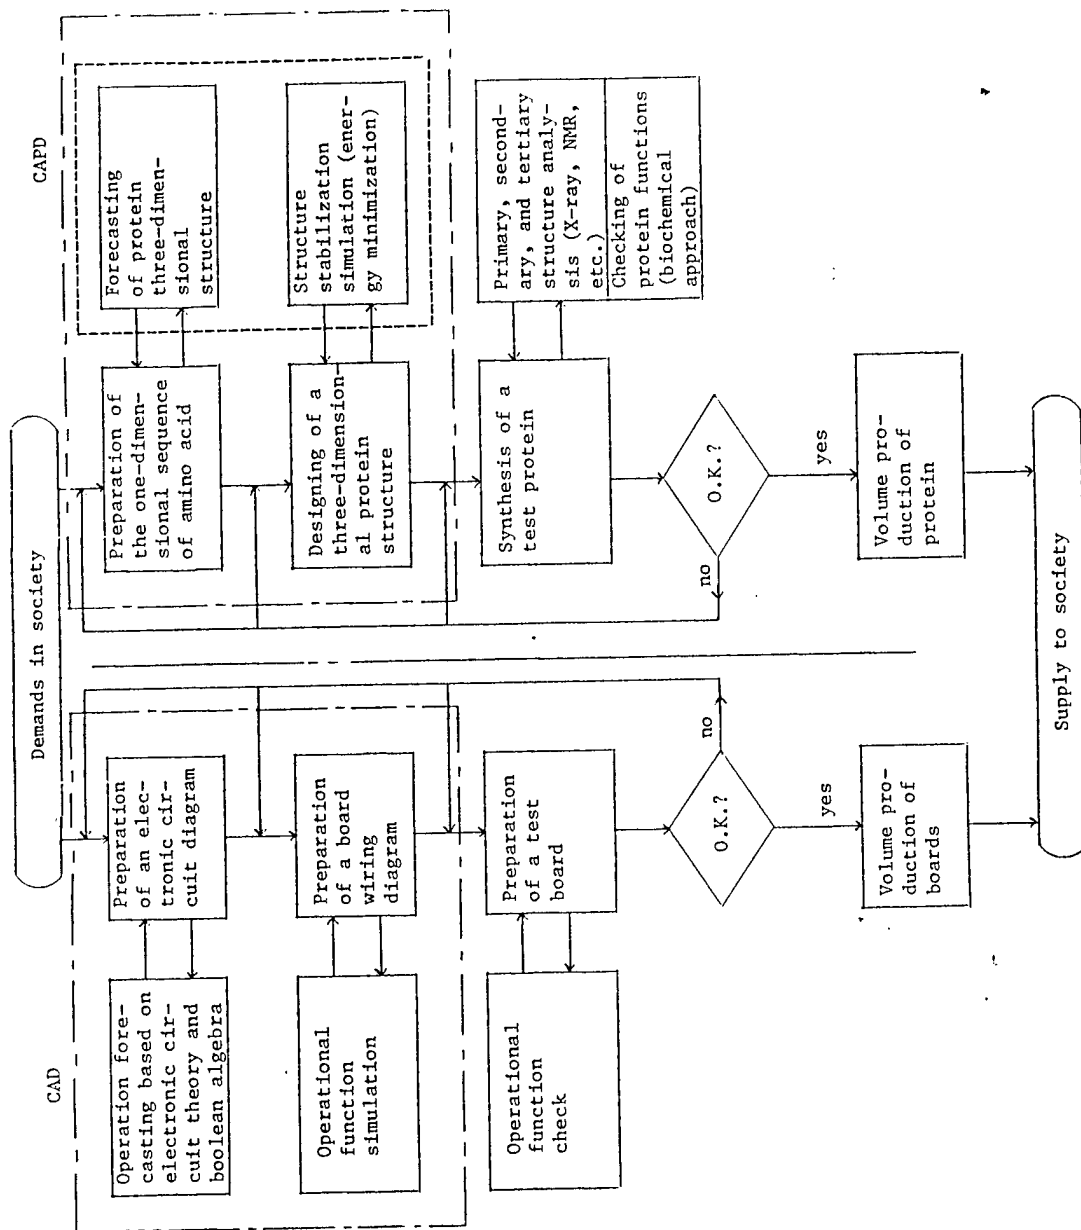 Demands in society
CAD
Operation fore-
casting based on
electronic cir-
cuit theory and
boolean algebra
Preparation
of an elec-
tronic cir-
cuit diagram
Operational
function
simulation
Preparation
of a board
wiring
diagram
Operational
function
check
Preparation
of a test
board
O.K.?
no
yes
Volume pro-
duction of
boards
CAPD
Preparation of
the one-dimen-
sional sequence
of amino acid
Forecasting
of protein
three-dimen-
sional
structure
Designing of a
three-dimension-
al protein
structure
Structure
stabilization
simulation (ener-
gy minimization)
Synthesis of a
test protein
Primary, second-
ary, and tertiary
structure analy-
sis (X-ray, NMR,
etc.)
Checking of
protein functions
(biochemical
approach)
O.K.?
no
yes
Volume pro-
duction of
protein
Supply to society